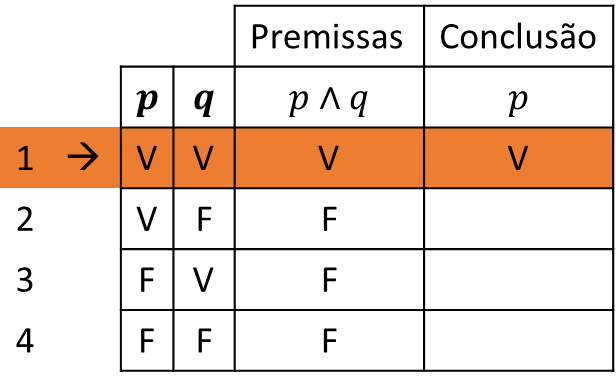 Premissas Conclusão
p q p ∧ q p
1 → V V V V
2 V F F
3 F V F
4 F F F